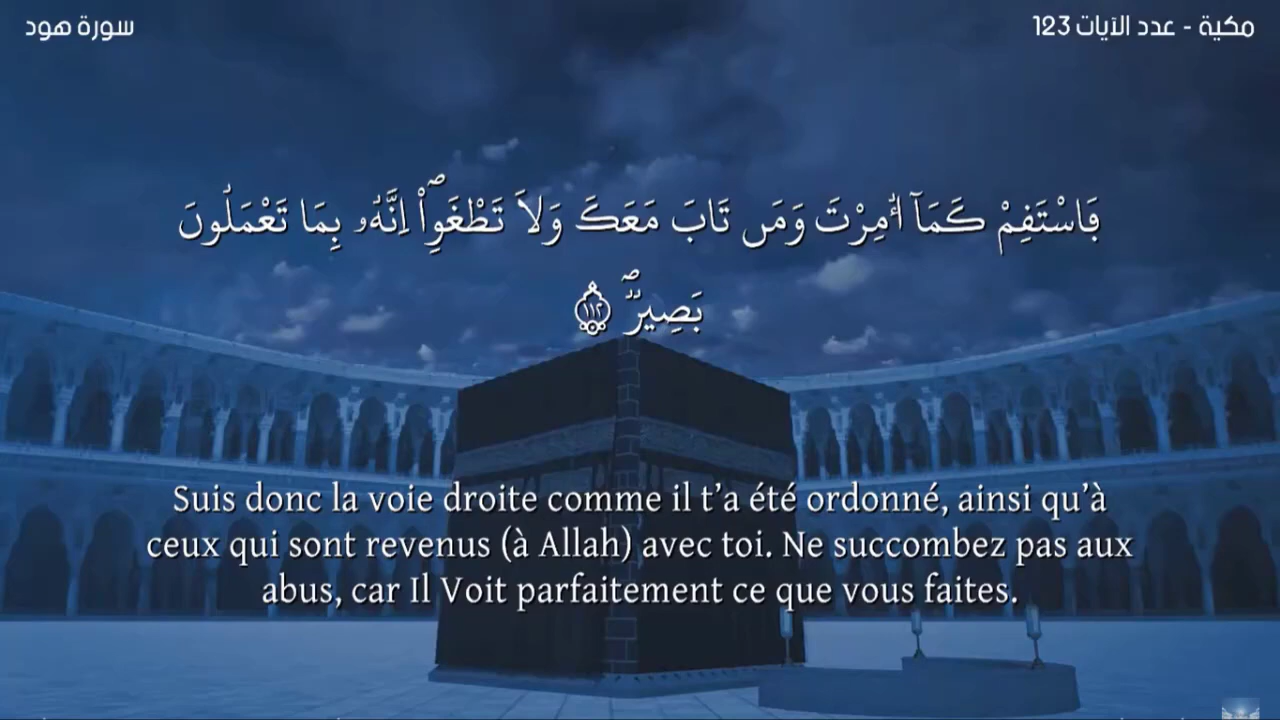 مكية - عدد الآيات 123
سورة هود
فَاسْتَفِمْ كَمَآ أُمِرْتَ وَمَن تَابَ مَعَكَ وَلَا تَطْغَوِاْۖ اِنَّهُۥ بِمَا تَعْمَلُونَ
بَصِيرٞۖ ١١٢
Suis donc la voie droite comme il t’a été ordonné, ainsi qu’à
ceux qui sont revenus (à Allah) avec toi. Ne succombez pas aux
abus, car Il Voit parfaitement ce que vous faites.